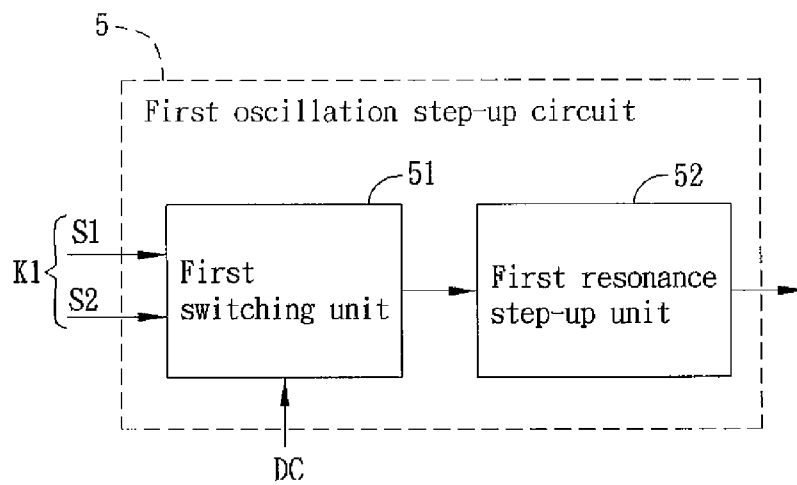 5
First oscillation step-up circuit
51
52
K1
S1
S2
First
switching unit
First resonance
step-up unit
DC